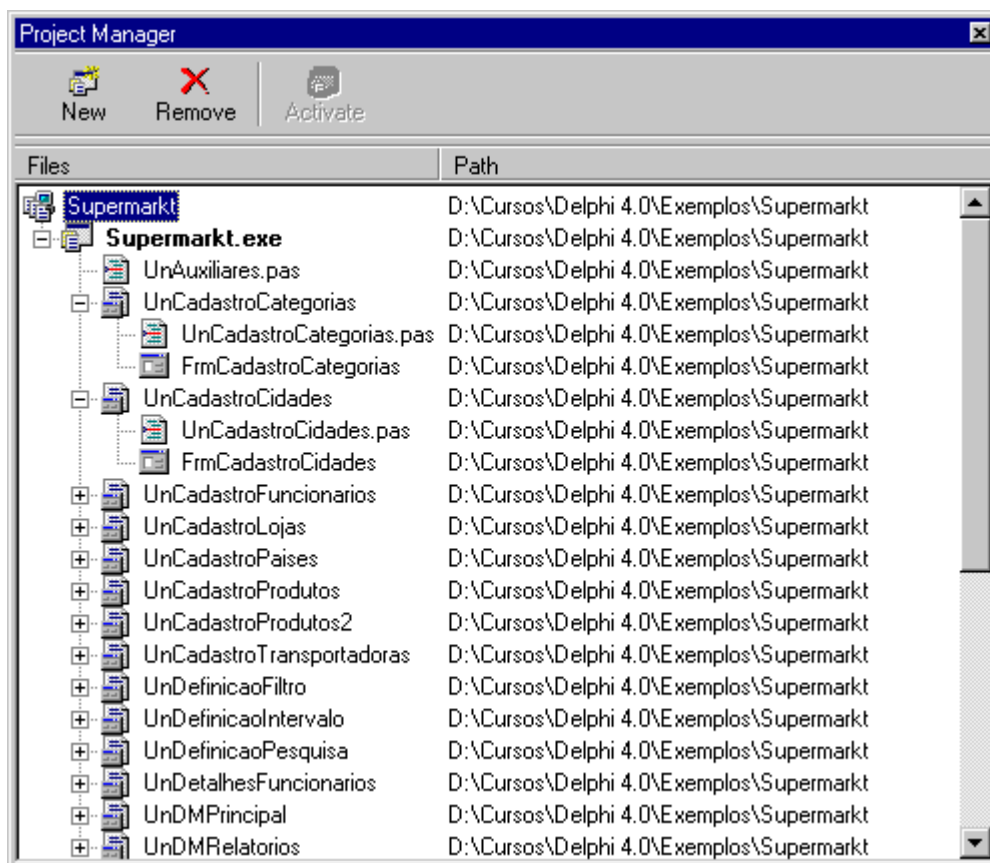 Project Manager
New Remove Activate
Files Path
Supermarkt D:\Cursos\Delphi 4.0\Exemplos\Supermarkt
Supermarkt.exe D:\Cursos\Delphi 4.0\Exemplos\Supermarkt
UnAuxiliares.pas D:\Cursos\Delphi 4.0\Exemplos\Supermarkt
UnCadastroCategorias D:\Cursos\Delphi 4.0\Exemplos\Supermarkt
UnCadastroCategorias.pas D:\Cursos\Delphi 4.0\Exemplos\Supermarkt
FrmCadastroCategorias D:\Cursos\Delphi 4.0\Exemplos\Supermarkt
UnCadastroCidades D:\Cursos\Delphi 4.0\Exemplos\Supermarkt
UnCadastroCidades.pas D:\Cursos\Delphi 4.0\Exemplos\Supermarkt
FrmCadastroCidades D:\Cursos\Delphi 4.0\Exemplos\Supermarkt
UnCadastroFuncionarios D:\Cursos\Delphi 4.0\Exemplos\Supermarkt
UnCadastroLojas D:\Cursos\Delphi 4.0\Exemplos\Supermarkt
UnCadastroPaises D:\Cursos\Delphi 4.0\Exemplos\Supermarkt
UnCadastroProdutos D:\Cursos\Delphi 4.0\Exemplos\Supermarkt
UnCadastroProdutos2 D:\Cursos\Delphi 4.0\Exemplos\Supermarkt
UnCadastroTransportadoras D:\Cursos\Delphi 4.0\Exemplos\Supermarkt
UnDefinicaoFiltro D:\Cursos\Delphi 4.0\Exemplos\Supermarkt
UnDefinicaoIntervalo D:\Cursos\Delphi 4.0\Exemplos\Supermarkt
UnDefinicaoPesquisa D:\Cursos\Delphi 4.0\Exemplos\Supermarkt
UnDetalhesFuncionarios D:\Cursos\Delphi 4.0\Exemplos\Supermarkt
UnDMPrincipal D:\Cursos\Delphi 4.0\Exemplos\Supermarkt
UnDMRelatorios D:\Cursos\Delphi 4.0\Exemplos\Supermarkt